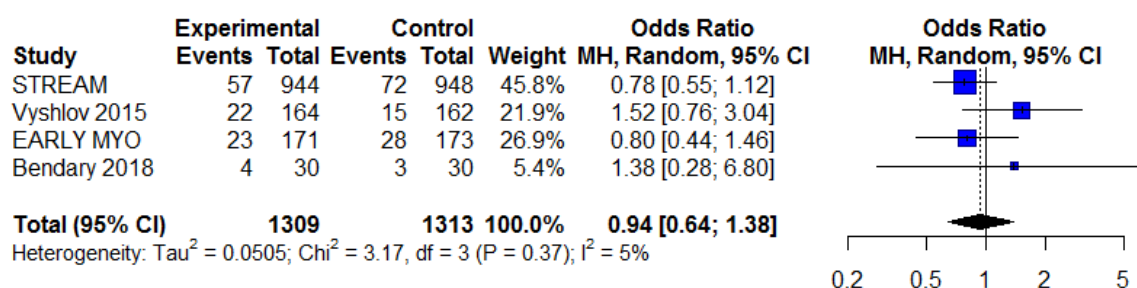 Experimental Control Odds Ratio Odds Ratio
Study Events Total Events Total Weight MH, Random, 95% CI MH, Random, 95% CI
STREAM 57 944 72 948 45.8% 0.78 [0.55; 1.12]
Vyshlov 2015 22 164 15 162 21.9% 1.52 [0.76; 3.04]
EARLY MYO 23 171 28 173 26.9% 0.80 [0.44; 1.46]
Bendary 2018 4 30 3 30 5.4% 1.38 [0.28; 6.80]
Total (95% CI) 1309 1313 100.0% 0.94 [0.64; 1.38]
Heterogeneity: Tau² = 0.0505; Chi² = 3.17, df = 3 (P = 0.37); I² = 5%
0.2 0.5 1 2 5